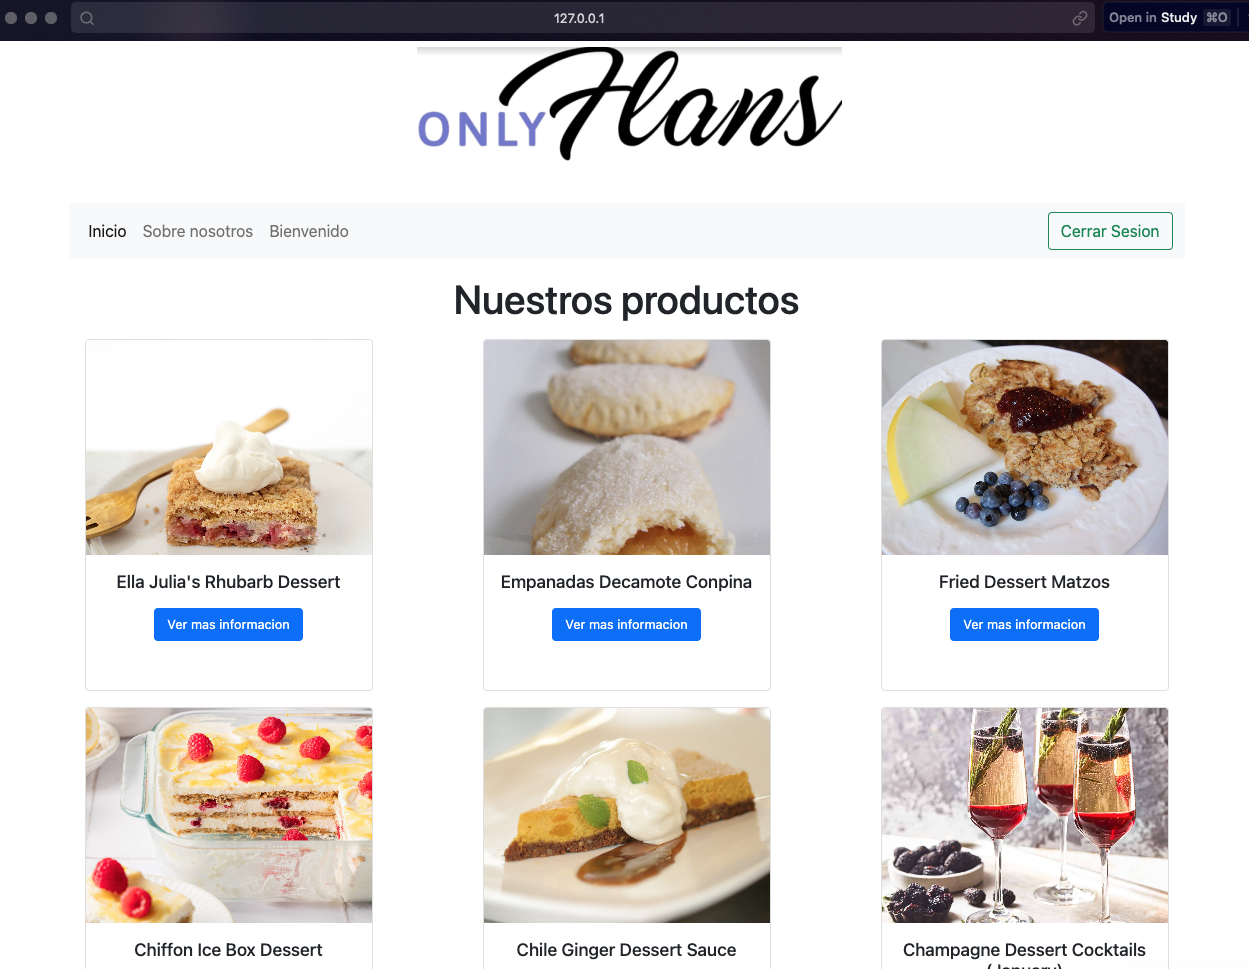 127.0.0.1
Open in Study ⌘O
ONLY Flans
Inicio Sobre nosotros Bienvenido Cerrar Sesion
Nuestros productos
Ella Julia's Rhubarb Dessert Empanadas Decamote Conpina Fried Dessert Matzos
Ver mas informacion Ver mas informacion Ver mas informacion
Chiffon Ice Box Dessert Chile Ginger Dessert Sauce Champagne Dessert Cocktails
(January)